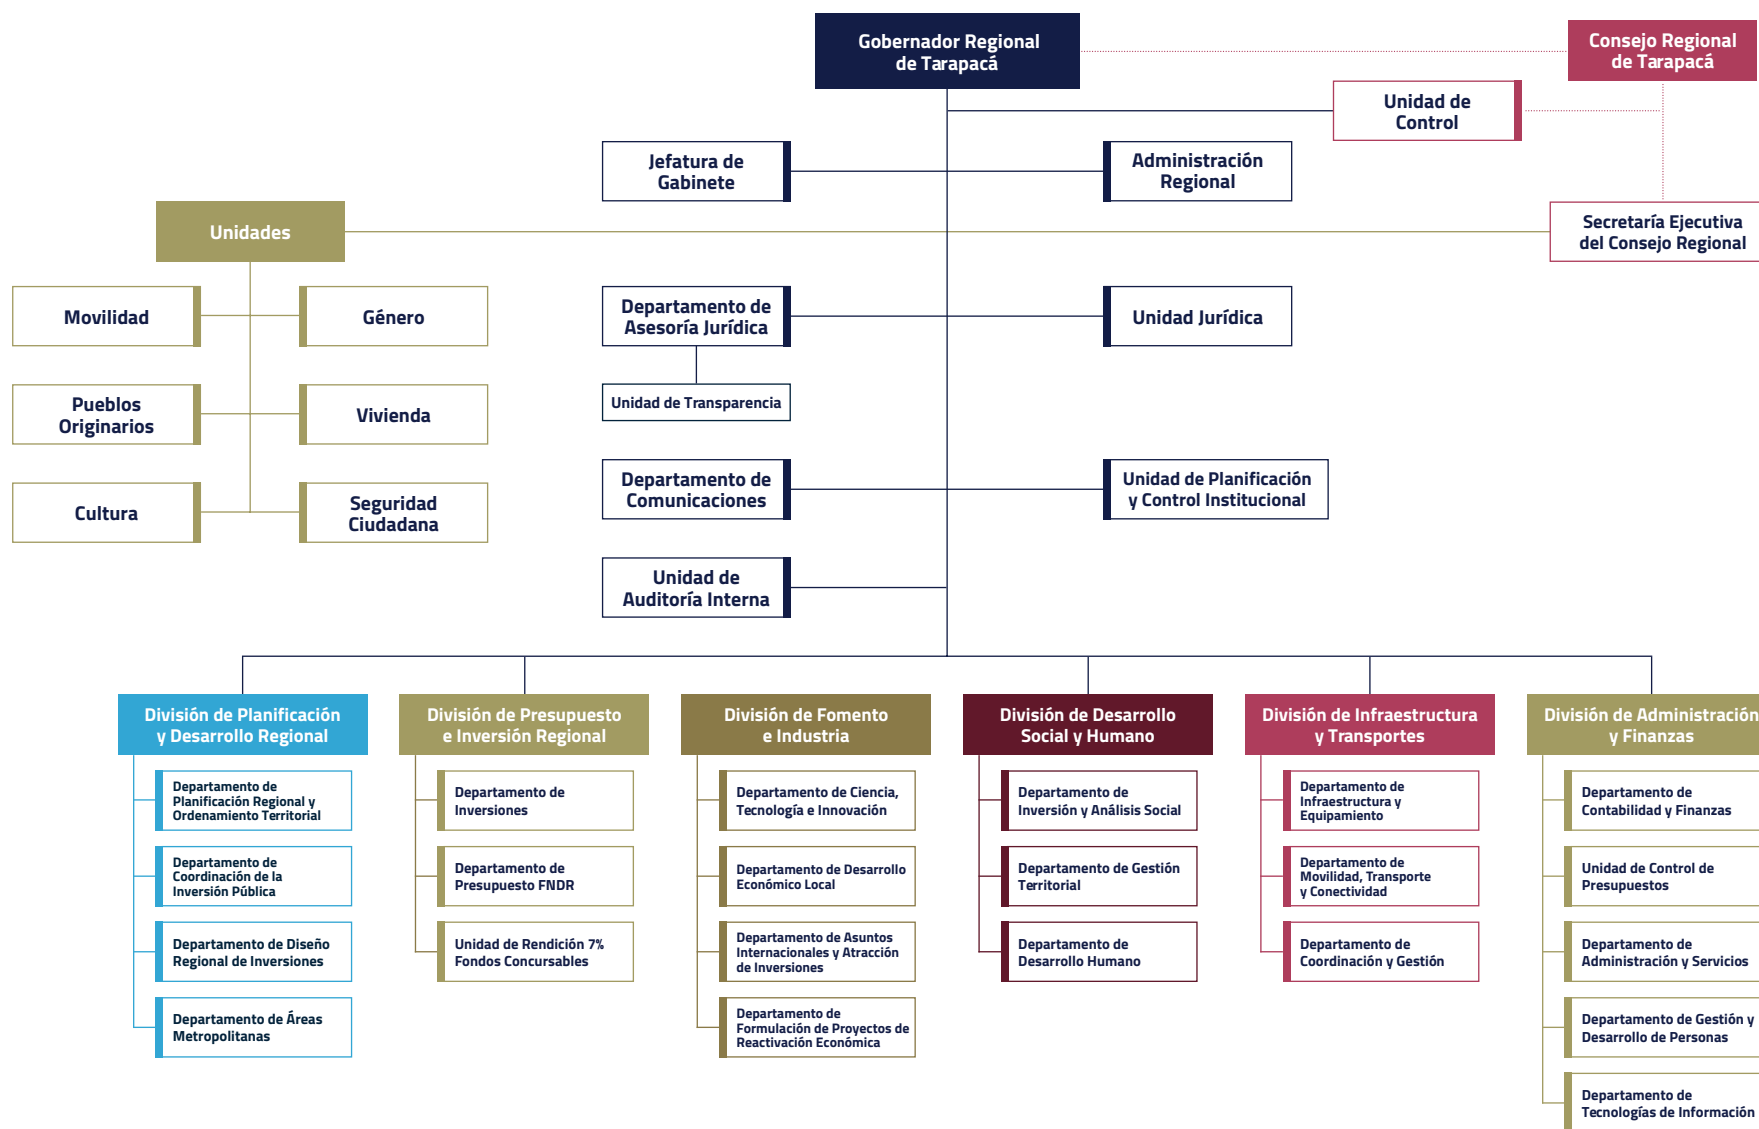 Gobernador Regional
de Tarapacá
Consejo Regional
de Tarapacá
Unidad de
Control
Jefatura de
Gabinete
Administración
Regional
Unidades
Secretaría Ejecutiva
del Consejo Regional
Movilidad
Género
Departamento de
Asesoría Jurídica
Unidad Jurídica
Pueblos
Originarios
Vivienda
Unidad de Transparencia
Cultura
Seguridad
Ciudadana
Departamento de
Comunicaciones
Unidad de Planificación
y Control Institucional
Unidad de
Auditoría Interna
División de Planificación
y Desarrollo Regional
Departamento de
Planificación Regional y
Ordenamiento Territorial
Departamento de
Coordinación de la
Inversión Pública
Departamento de Diseño
Regional de Inversiones
Departamento de Áreas
Metropolitanas
División de Presupuesto
e Inversión Regional
Departamento de
Inversiones
Departamento de
Presupuesto FNDR
Unidad de Rendición 7%
Fondos Concursables
División de Fomento
e Industria
Departamento de Ciencia,
Tecnología e Innovación
Departamento de Desarrollo
Económico Local
Departamento de Asuntos
Internacionales y Atracción
de Inversiones
Departamento de
Formulación de Proyectos de
Reactivación Económica
División de Desarrollo
Social y Humano
Departamento de
Inversión y Análisis Social
Departamento de Gestión
Territorial
Departamento de
Desarrollo Humano
División de Infraestructura
y Transportes
Departamento de
Infraestructura y
Equipamiento
Departamento de
Movilidad, Transporte
y Conectividad
Departamento de
Coordinación y Gestión
División de Administración
y Finanzas
Departamento de
Contabilidad y Finanzas
Unidad de Control de
Presupuestos
Departamento de
Administración y Servicios
Departamento de Gestión y
Desarrollo de Personas
Departamento de
Tecnologías de Información